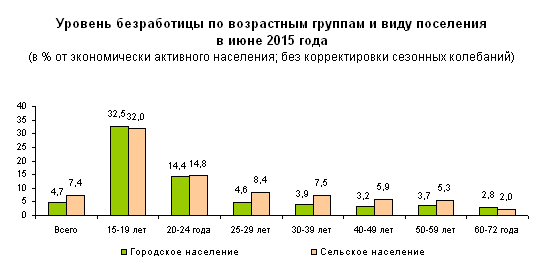 Уровень безработицы по возрастным группам и виду поселения
в июне 2015 года
(в % от экономически активного населения; без корректировки сезонных колебаний)
40
35
30
25
20
15
10
5
0
4,7 7,4 32,5 32,0 14,4 14,8 4,6 8,4 3,9 7,5 3,2 5,9 3,7 5,3 2,8 2,0
Всего 15-19 лет 20-24 года 25-29 лет 30-39 лет 40-49 лет 50-59 лет 60-72 года
Городское население Сельское население